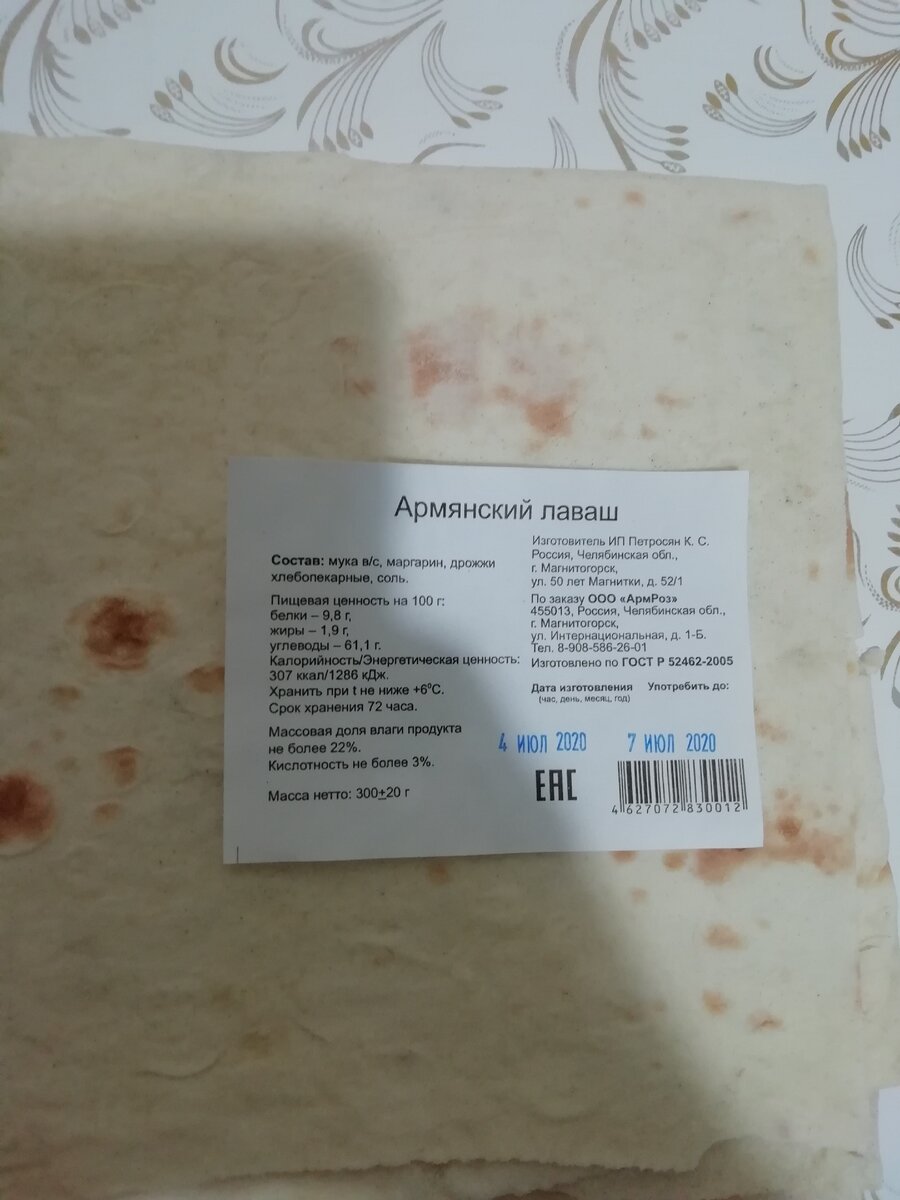 Армянский лаваш
Состав: мука в/с, маргарин, дрожжи
хлебопекарные, соль.
Пищевая ценность на 100 г:
белки – 9,8 г,
жиры – 1,9 г,
углеводы – 61,1 г.
Калорийность/Энергетическая ценность:
307 ккал/1286 кДж.
Хранить при t не ниже +6°С.
Срок хранения 72 часа.
Массовая доля влаги продукта
не более 22%.
Кислотность не более 3%.
Масса нетто: 300±20 г
Изготовитель ИП Петросян К. С.
Россия, Челябинская обл.,
г. Магнитогорск,
ул. 50 лет Магнитки, д. 52/1
По заказу ООО «АрмРоз»
455013, Россия, Челябинская обл.,
г. Магнитогорск,
ул. Интернациональная, д. 1-Б.
Тел. 8-908-586-26-01
Изготовлено по ГОСТ Р 52462-2005
Дата изготовления Употребить до:
(час, день, месяц, год)
4 ИЮЛ 2020 7 ИЮЛ 2020
EAC
4 627072 830012